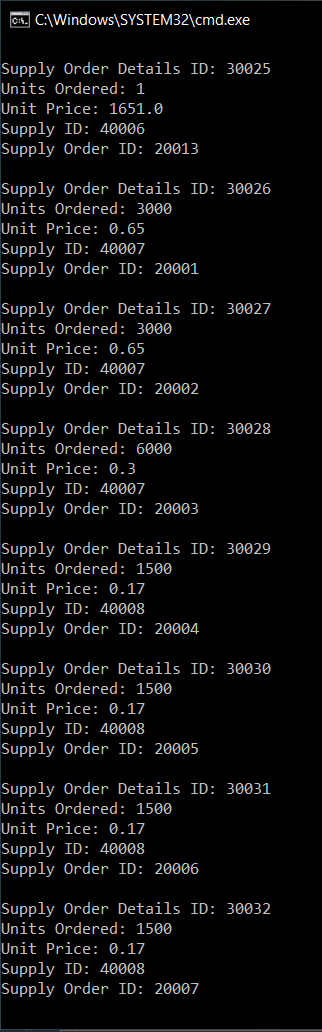 C:\Windows\SYSTEM32\cmd.exe
Supply Order Details ID: 30025
Units Ordered: 1
Unit Price: 1651.0
Supply ID: 40006
Supply Order ID: 20013
Supply Order Details ID: 30026
Units Ordered: 3000
Unit Price: 0.65
Supply ID: 40007
Supply Order ID: 20001
Supply Order Details ID: 30027
Units Ordered: 3000
Unit Price: 0.65
Supply ID: 40007
Supply Order ID: 20002
Supply Order Details ID: 30028
Units Ordered: 6000
Unit Price: 0.3
Supply ID: 40007
Supply Order ID: 20003
Supply Order Details ID: 30029
Units Ordered: 1500
Unit Price: 0.17
Supply ID: 40008
Supply Order ID: 20004
Supply Order Details ID: 30030
Units Ordered: 1500
Unit Price: 0.17
Supply ID: 40008
Supply Order ID: 20005
Supply Order Details ID: 30031
Units Ordered: 1500
Unit Price: 0.17
Supply ID: 40008
Supply Order ID: 20006
Supply Order Details ID: 30032
Units Ordered: 1500
Unit Price: 0.17
Supply ID: 40008
Supply Order ID: 20007